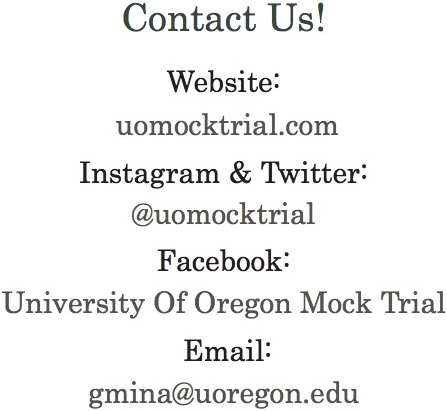 Contact Us!
Website:
uomocktrial.com
Instagram & Twitter:
@uomocktrial
Facebook:
University Of Oregon Mock Trial
Email:
gmina@uoregon.edu